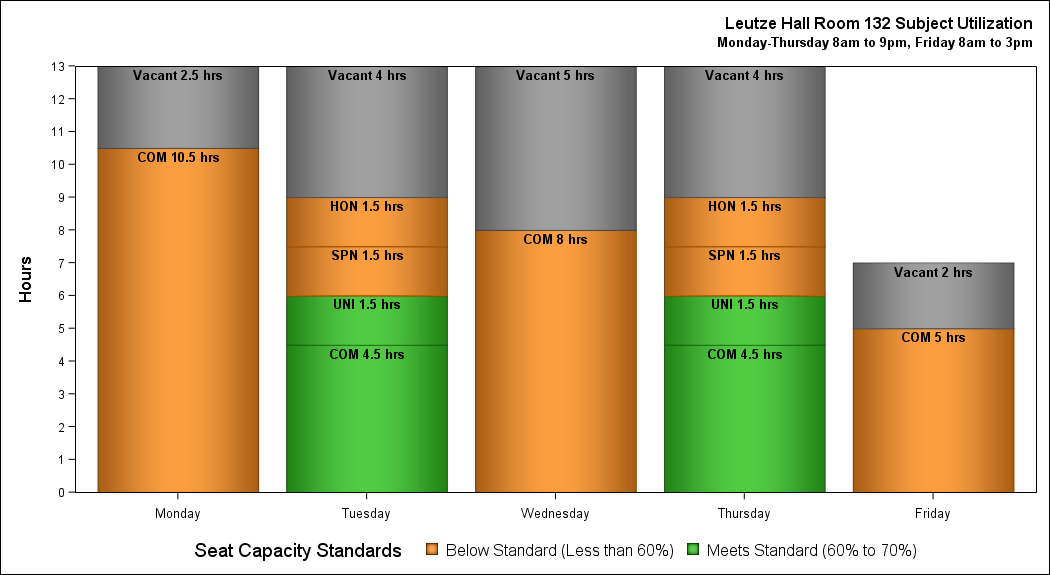 Leutze Hall Room 132 Subject Utilization
Monday-Thursday 8am to 9pm, Friday 8am to 3pm
Hours
13
12
11
10
9
8
7
6
5
4
3
2
1
0
Vacant 2.5 hrs
COM 10.5 hrs
Vacant 4 hrs
HON 1.5 hrs
SPN 1.5 hrs
UNI 1.5 hrs
COM 4.5 hrs
Vacant 5 hrs
COM 8 hrs
Vacant 4 hrs
HON 1.5 hrs
SPN 1.5 hrs
UNI 1.5 hrs
COM 4.5 hrs
Vacant 2 hrs
COM 5 hrs
Monday Tuesday Wednesday Thursday Friday
Seat Capacity Standards Below Standard (Less than 60%) Meets Standard (60% to 70%)